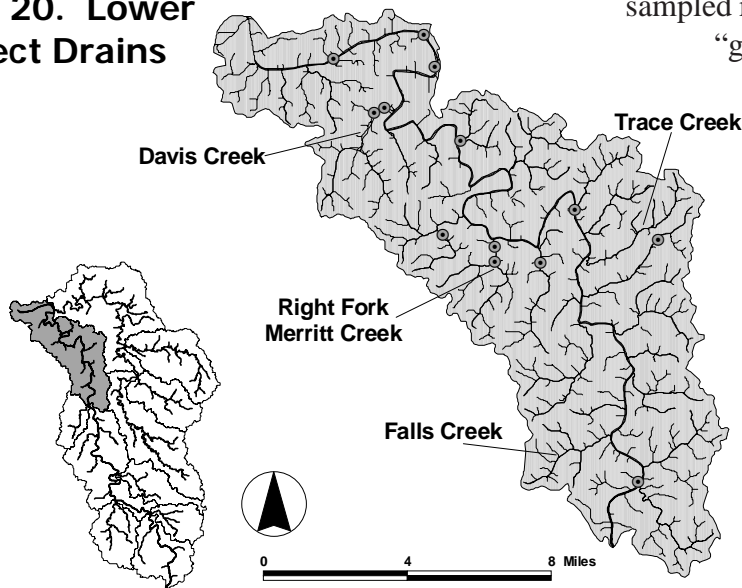 20. Lower
ect Drains
sampled
“g
Trace Creek
Davis Creek
Right Fork
Merritt Creek
Falls Creek
0 4 8 Miles